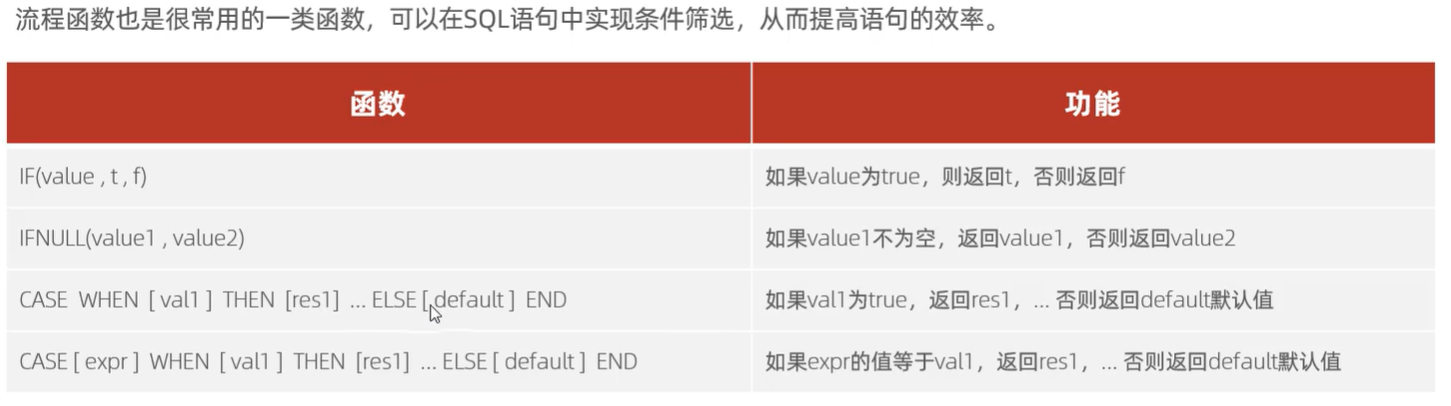 流程函数也是很常用的一类函数，可以在SQL语句中实现条件筛选，从而提高语句的效率。
函数 功能
IF(value , t , f) 如果value为true，则返回t，否则返回f
IFNULL(value1 , value2) 如果value1不为空，返回value1，否则返回value2
CASE WHEN [ val1 ] THEN [res1] ... ELSE [ default ] END 如果val1为true，返回res1，... 否则返回default默认值
CASE [ expr ] WHEN [ val1 ] THEN [res1] ... ELSE [ default ] END 如果expr的值等于val1，返回res1，... 否则返回default默认值